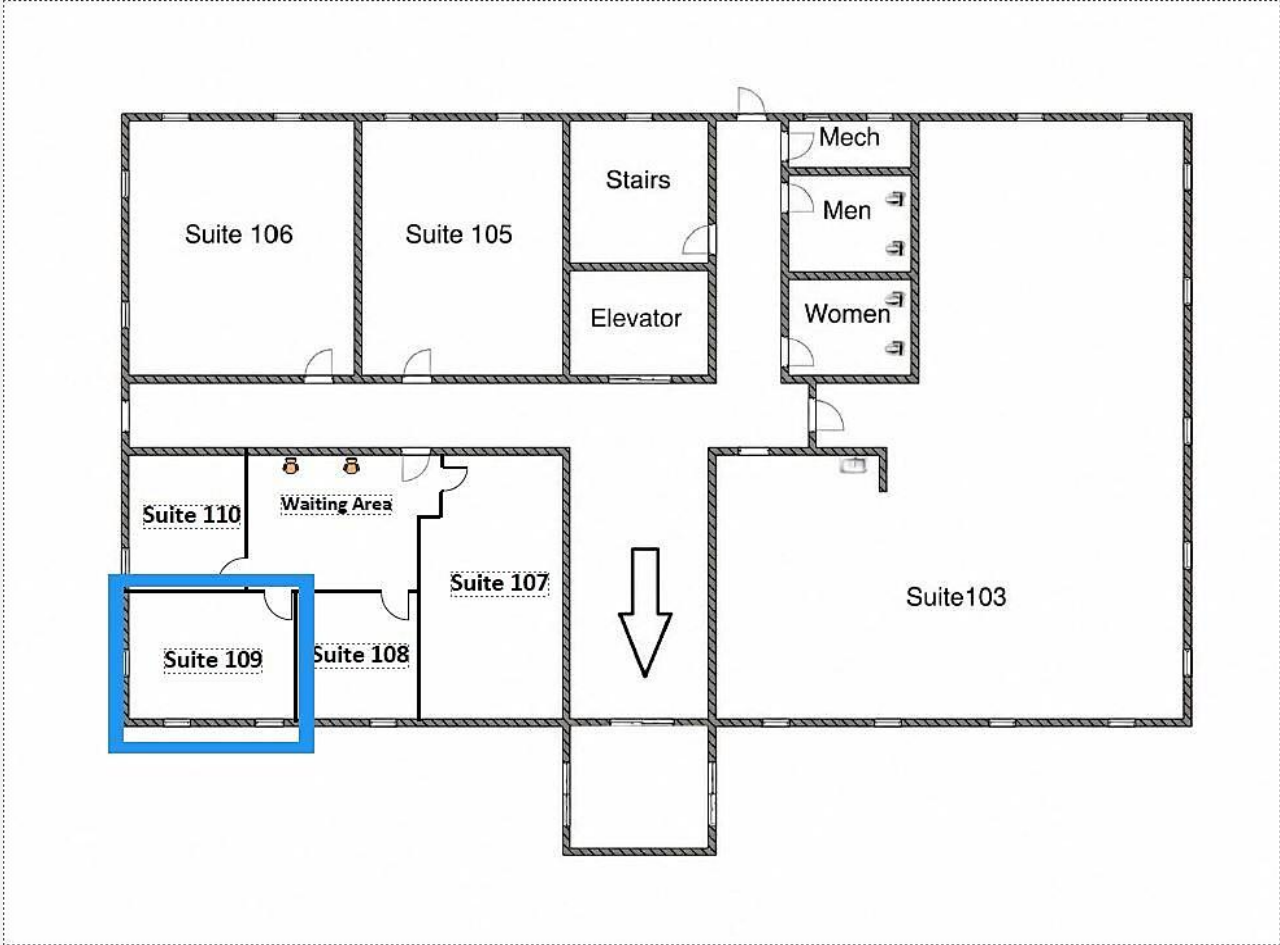 Mech
Stairs
Men
Suite 106
Suite 105
Women
Elevator
Waiting Area
Suite 110
Suite 107
Suite103
Suite 109
Suite 108